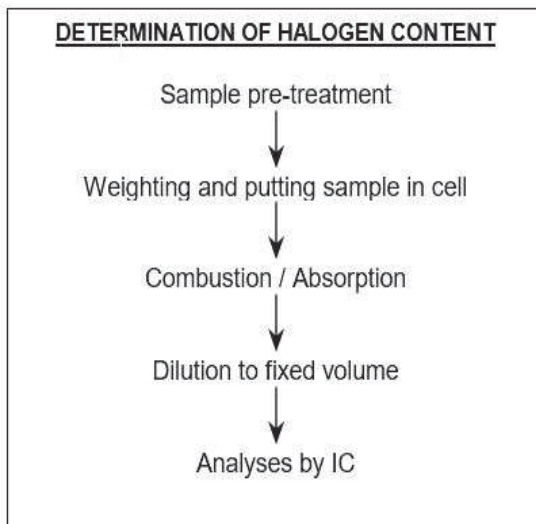 DETERMINATION OF HALOGEN CONTENT
Sample pre-treatment
Weighting and putting sample in cell
Combustion / Absorption
Dilution to fixed volume
Analyses by IC